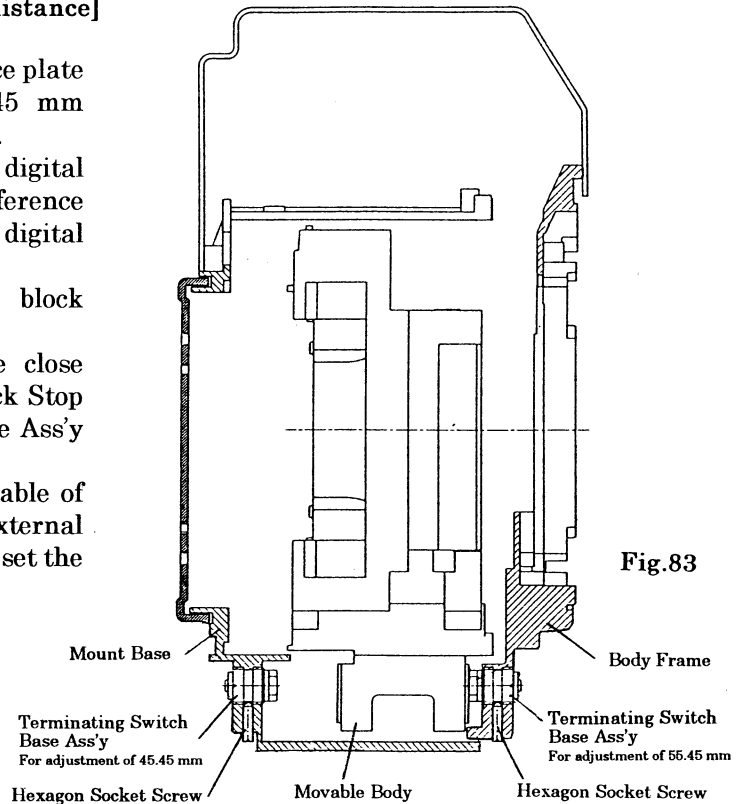 istance]
ce plate
45 mm
.
digital
ference
digital
block
e close
ck Stop
e Ass'y
able of
xternal
set the
Fig.83
Mount Base
Body Frame
Terminating Switch
Base Ass'y
For adjustment of 45.45 mm
Terminating Switch
Base Ass'y
For adjustment of 55.45 mm
Hexagon Socket Screw
Movable Body
Hexagon Socket Screw